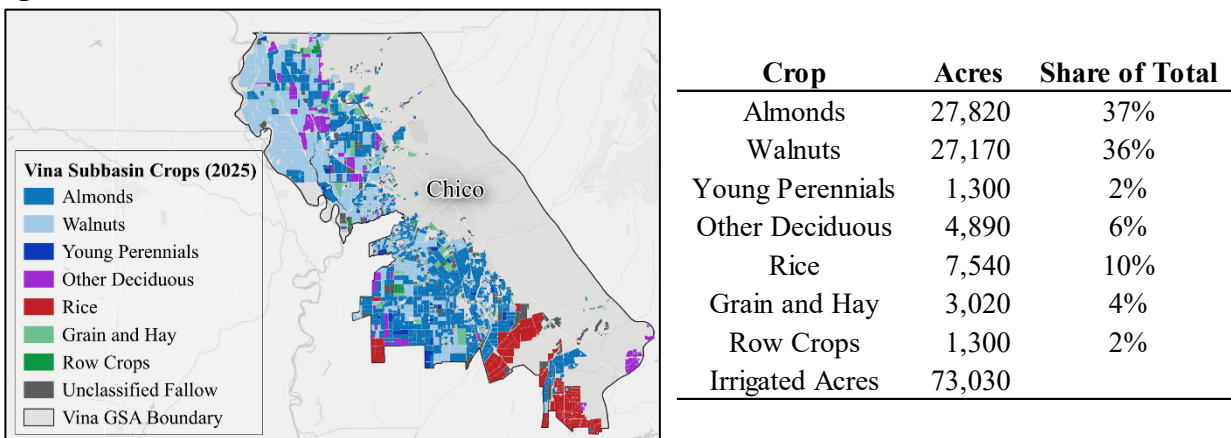 Chico
Vina Subbasin Crops (2025)
Almonds
Walnuts
Young Perennials
Other Deciduous
Rice
Grain and Hay
Row Crops
Unclassified Fallow
Vina GSA Boundary
Crop Acres Share of Total
Almonds 27,820 37%
Walnuts 27,170 36%
Young Perennials 1,300 2%
Other Deciduous 4,890 6%
Rice 7,540 10%
Grain and Hay 3,020 4%
Row Crops 1,300 2%
Irrigated Acres 73,030